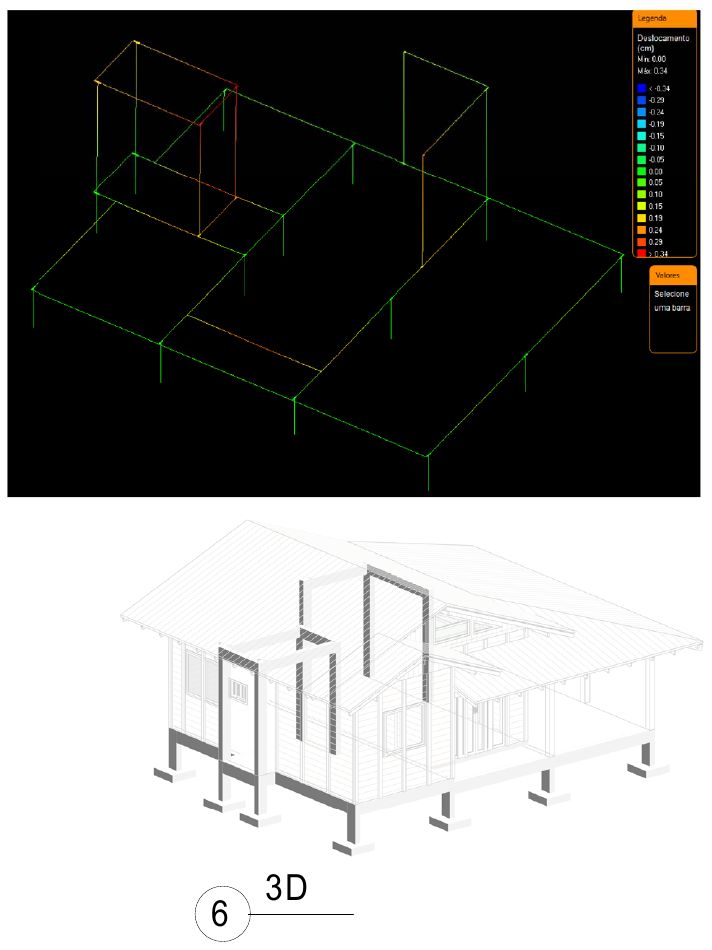 Legenda
Deslocamento
(cm)
Min: 0.00
Máx: 0.34
< -0.34
-0.29
-0.24
-0.19
-0.15
-0.10
-0.05
0.00
0.05
0.10
0.15
0.19
0.24
0.29
> 0.34
Valores
Selecione
uma barra
3D
6